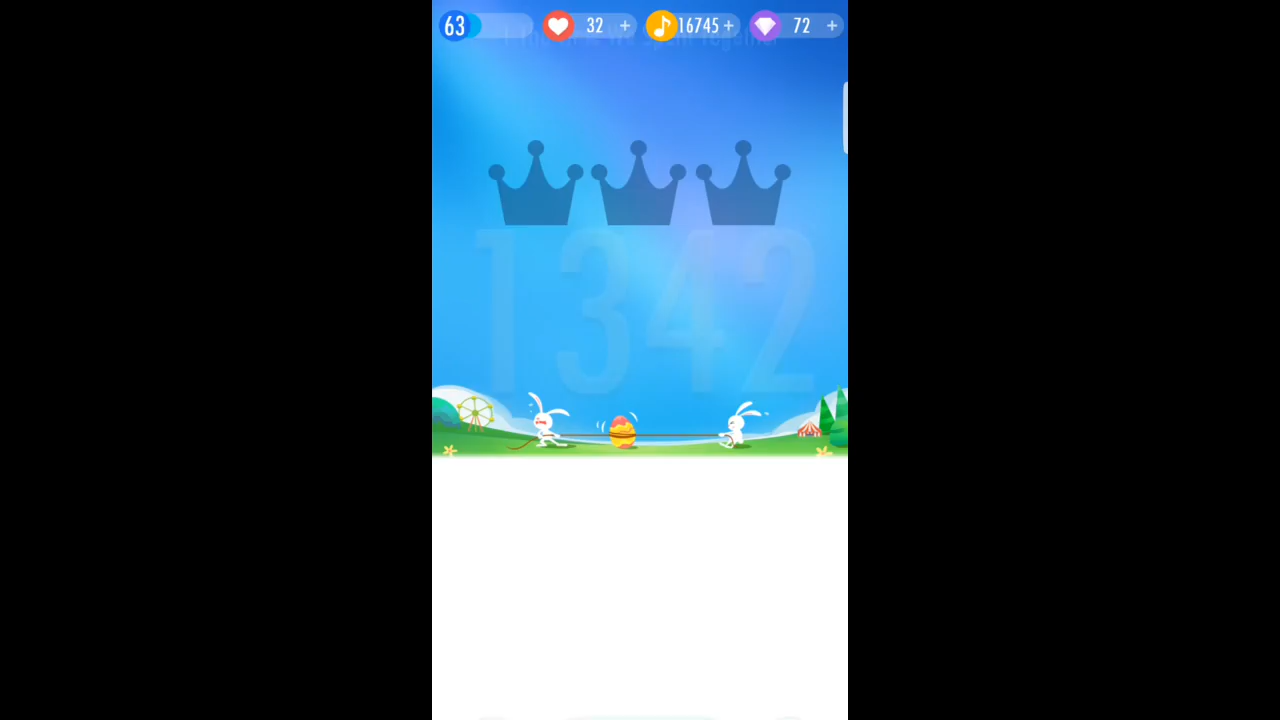 63 32 + 16745 + 72 +
1342